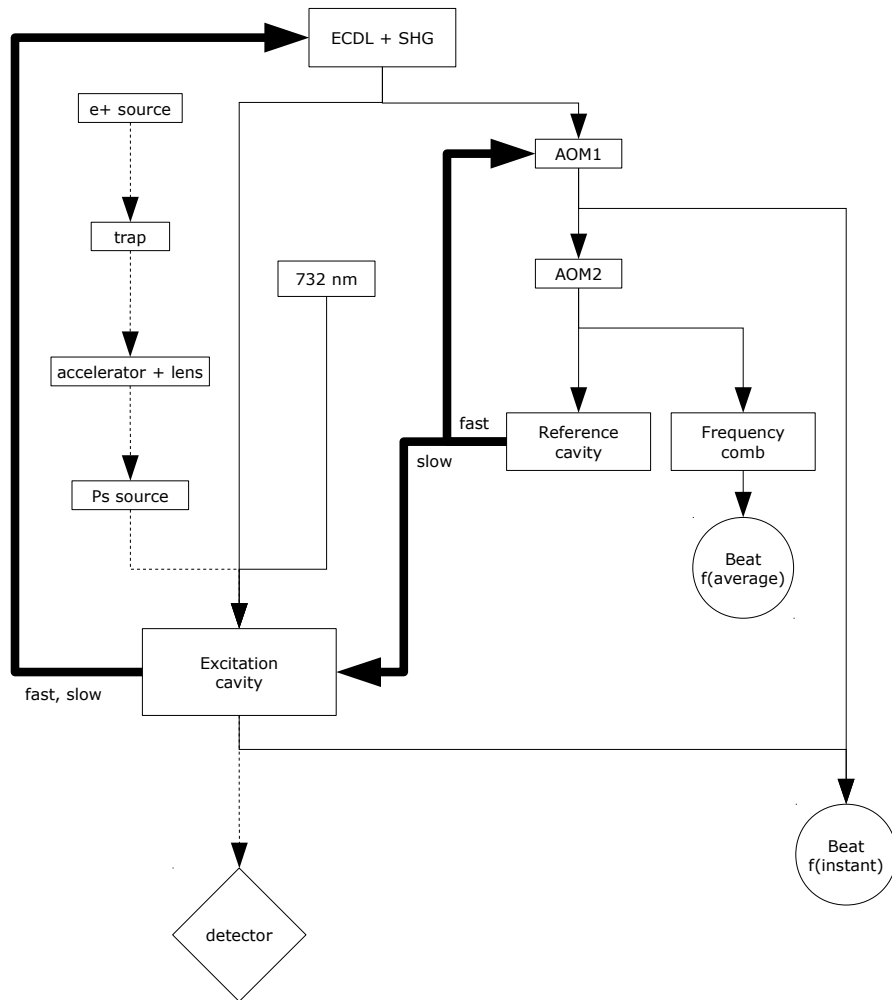 ECDL + SHG
e+ source
AOM1
trap
AOM2
732 nm
accelerator + lens
fast
Reference
cavity
Frequency
comb
slow
Ps source
Beat
f(average)
Excitation
cavity
fast, slow
Beat
f(instant)
detector